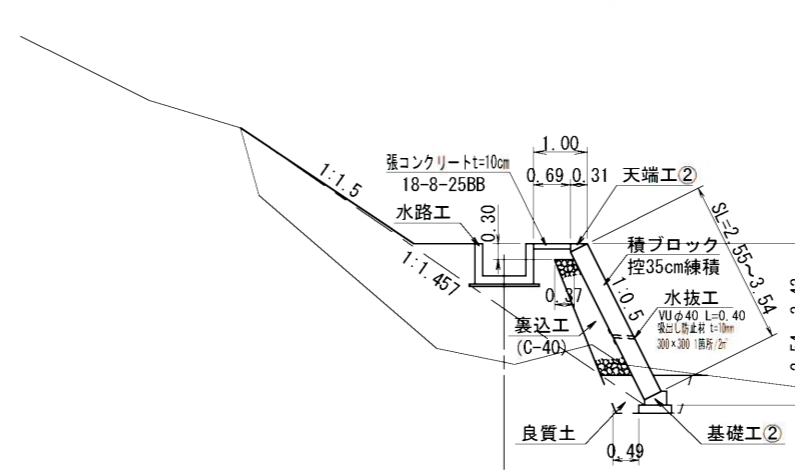 1.00
張コンクリートt=10cm
18-8-25BB
0.69
0.31
天端工②
1:1.5
水路工
0.30
SL=2.55~3.54
積ブロック
控35cm練積
1:1.457
1:0.5
0.37
水抜工
VUφ40 L=0.40
吸出し防止材 t=10mm
300×300 1箇所/2㎡
裏込工
(C-40)
良質土
基礎工②
0.49